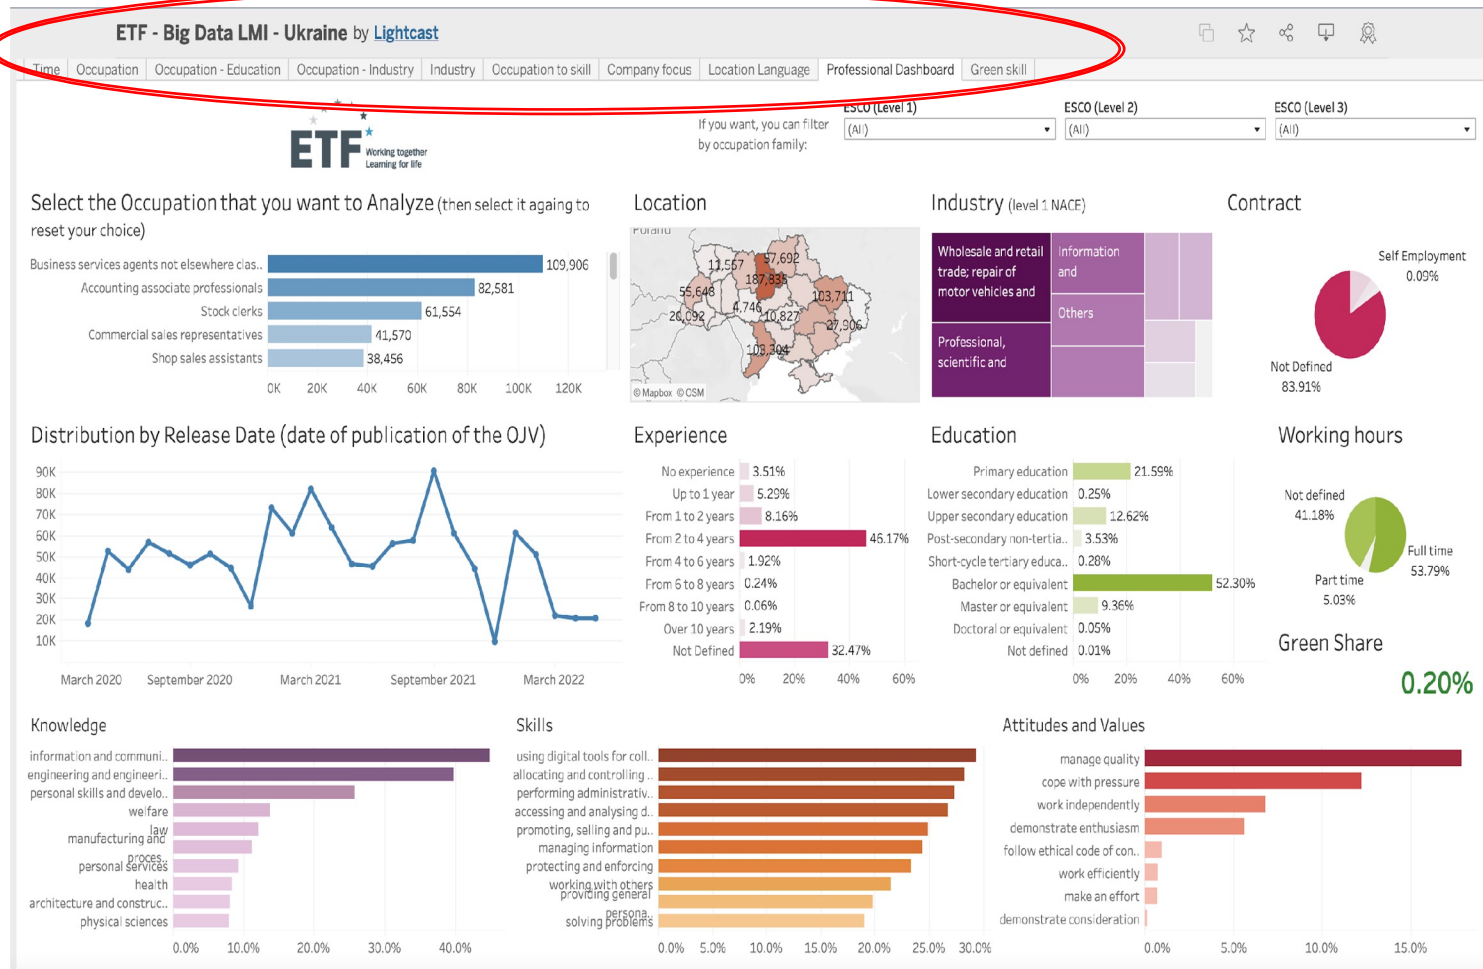 ETF - Big Data LMI - Ukraine by Lightcast
Time
Occupation
Occupation - Education
Occupation - Industry
Industry
Occupation to skill
Company focus
Location Language
Professional Dashboard
Green skill
ETF
Working together
Learning for life
If you want, you can filter
by occupation family:
ESCO (Level 1)
(All)
ESCO (Level 2)
(All)
ESCO (Level 3)
(All)
Select the Occupation that you want to Analyze (then select it againg to
reset your choice)
Business services agents not elsewhere clas.. 109,906
Accounting associate professionals 82,581
Stock clerks 61,554
Commercial sales representatives 41,570
Shop sales assistants 38,456
0K 20K 40K 60K 80K 100K 120K
Location
Poland
11,557
57,692
187,835
55,648
103,711
4,746
20,092
10,827
27,906
103,304
© Mapbox © OSM
Industry (level 1 NACE)
Wholesale and retail
trade; repair of
motor vehicles and
Information
and
Others
Professional,
scientific and
Contract
Self Employment
0.09%
Not Defined
83.91%
Distribution by Release Date (date of publication of the OJV)
90K
80K
70K
60K
50K
40K
30K
20K
10K
March 2020 September 2020 March 2021 September 2021 March 2022
Experience
No experience 3.51%
Up to 1 year 5.29%
From 1 to 2 years 8.16%
From 2 to 4 years 46.17%
From 4 to 6 years 1.92%
From 6 to 8 years 0.24%
From 8 to 10 years 0.06%
Over 10 years 2.19%
Not Defined 32.47%
0% 20% 40% 60%
Education
Primary education 21.59%
Lower secondary education 0.25%
Upper secondary education 12.62%
Post-secondary non-tertia.. 3.53%
Short-cycle tertiary educa.. 0.28%
Bachelor or equivalent 52.30%
Master or equivalent 9.36%
Doctoral or equivalent 0.05%
Not defined 0.01%
0% 20% 40% 60%
Working hours
Not defined
41.18%
Full time
53.79%
Part time
5.03%
Green Share
0.20%
Knowledge
information and communi..
engineering and engineeri..
personal skills and develo..
welfare
law
manufacturing and
proces..
personal services
health
architecture and construc..
physical sciences
0.0% 10.0% 20.0% 30.0% 40.0%
Skills
using digital tools for coll..
allocating and controlling ..
performing administrativ..
accessing and analysing d..
promoting, selling and pu..
managing information
protecting and enforcing
working with others
providing general
persona..
solving problems
0.0% 5.0% 10.0% 15.0% 20.0% 25.0% 30.0%
Attitudes and Values
manage quality
cope with pressure
work independently
demonstrate enthusiasm
follow ethical code of con..
work efficiently
make an effort
demonstrate consideration
0.0% 5.0% 10.0% 15.0%